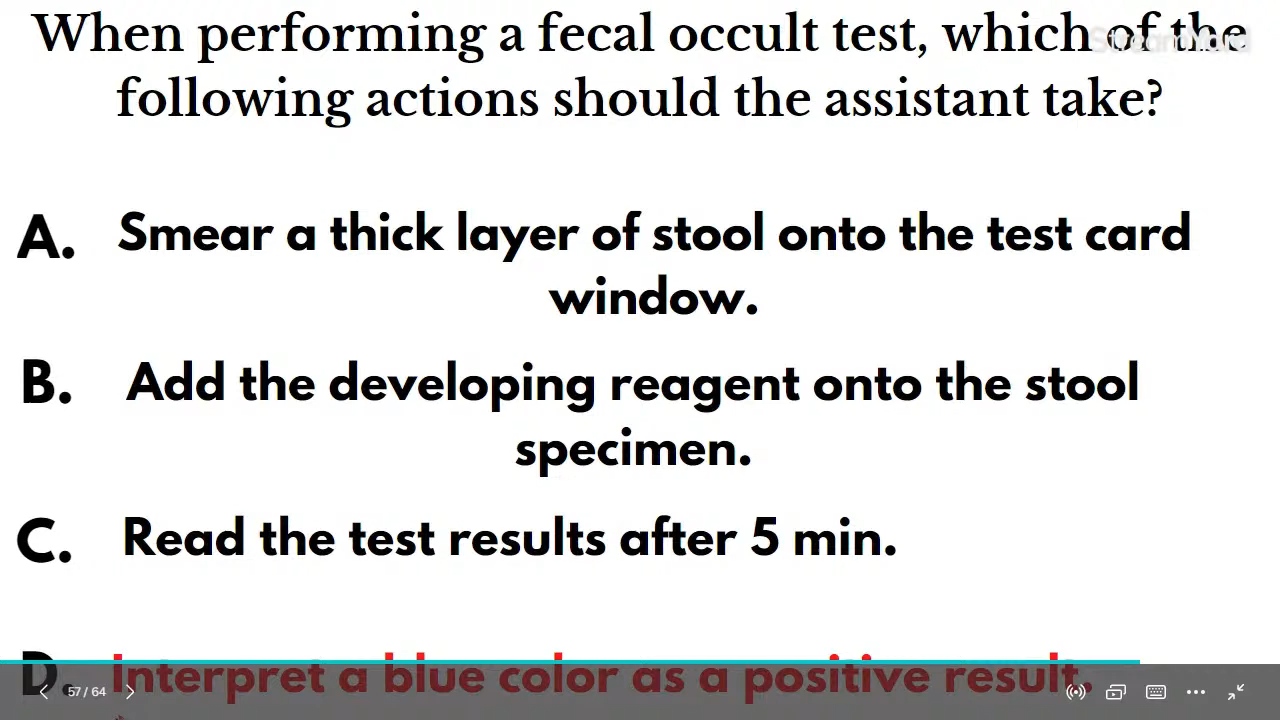 When performing a fecal occult test, which of the
StreamYard
following actions should the assistant take?
A. Smear a thick layer of stool onto the test card
window.
B. Add the developing reagent onto the stool
specimen.
C. Read the test results after 5 min.
D. Interpret a blue color as a positive result.
57 / 64